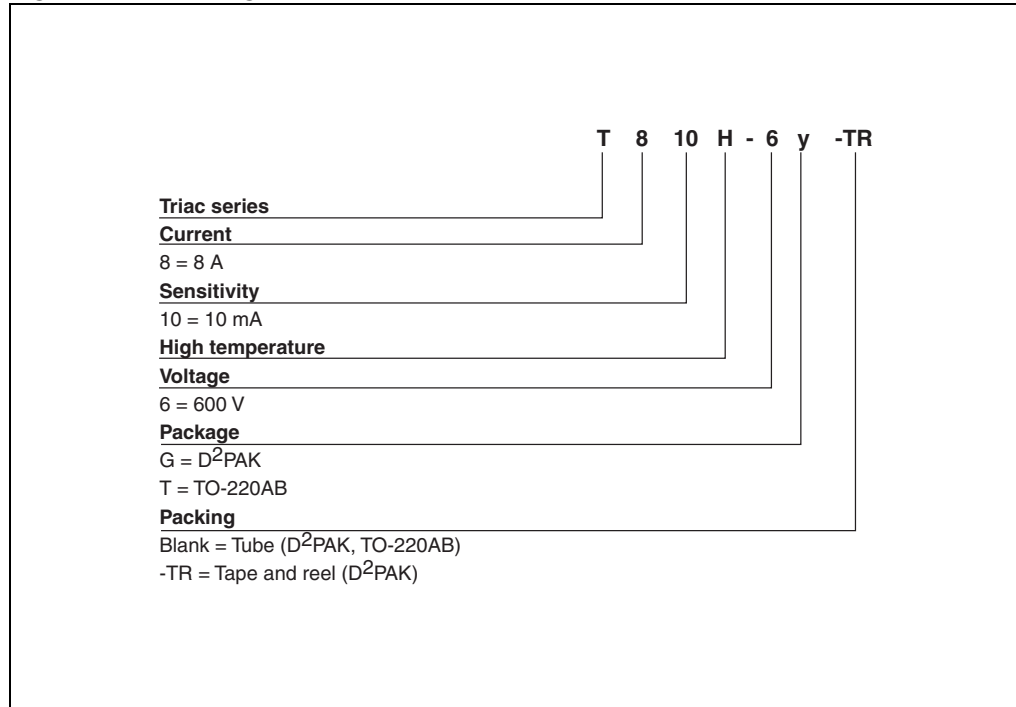 T 8 10 H - 6 y -TR
Triac series
Current
8 = 8 A
Sensitivity
10 = 10 mA
High temperature
Voltage
6 = 600 V
Package
G = D²PAK
T = TO-220AB
Packing
Blank = Tube (D²PAK, TO-220AB)
-TR = Tape and reel (D²PAK)